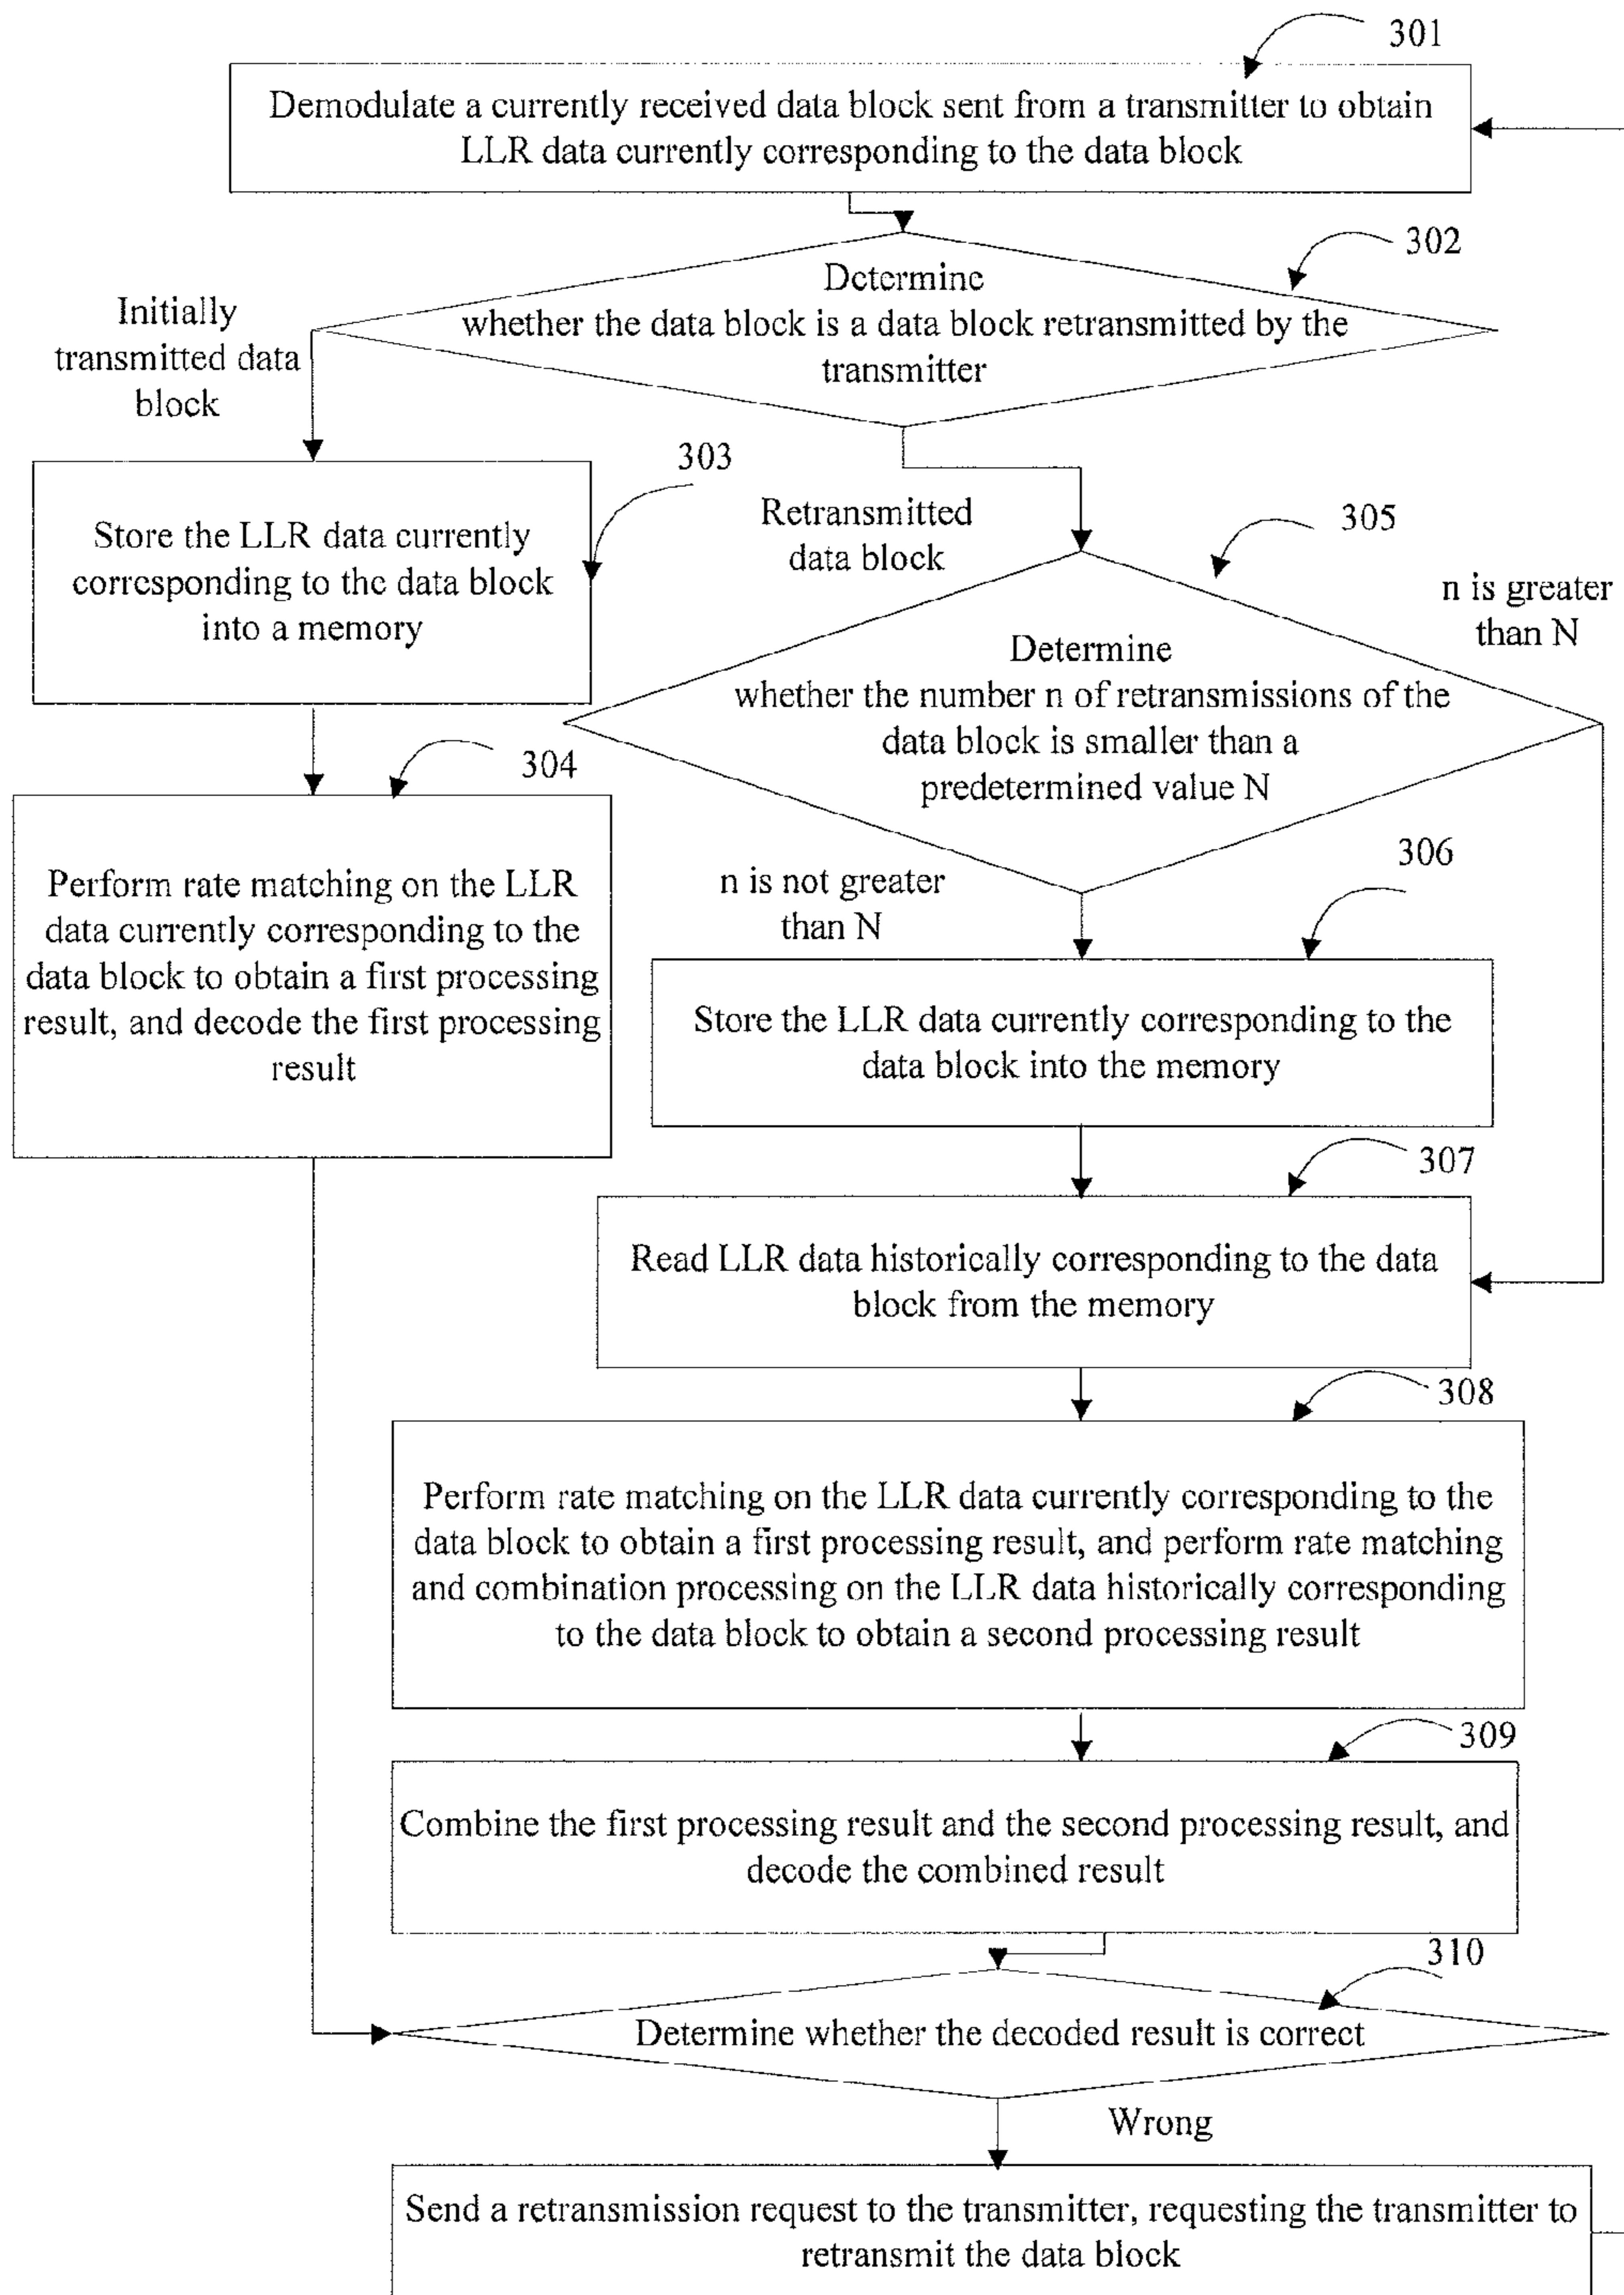 301
Demodulate a currently received data block sent from a transmitter to obtain
LLR data currently corresponding to the data block
302
Determine
whether the data block is a data block retransmitted by the
transmitter
Initially
transmitted data
block
303
Store the LLR data currently
corresponding to the data block
into a memory
Retransmitted
data block
305
n is greater
than N
Determine
whether the number n of retransmissions of the
data block is smaller than a
predetermined value N
304
Perform rate matching on the LLR
data currently corresponding to the
data block to obtain a first processing
result, and decode the first processing
result
n is not greater
than N
306
Store the LLR data currently corresponding to the
data block into the memory
307
Read LLR data historically corresponding to the data
block from the memory
308
Perform rate matching on the LLR data currently corresponding to the
data block to obtain a first processing result, and perform rate matching
and combination processing on the LLR data historically corresponding
to the data block to obtain a second processing result
309
Combine the first processing result and the second processing result, and
decode the combined result
310
Determine whether the decoded result is correct
Wrong
Send a retransmission request to the transmitter, requesting the transmitter to
retransmit the data block